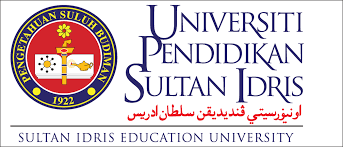 PENGETAHUAN SULUH BUDIMAN
1922
UNIVERSITI
PENDIDIKAN
SULTAN IDRIS
اونيۏرسيتي ڤنديديقن سلطان ادريس
SULTAN IDRIS EDUCATION UNIVERSITY